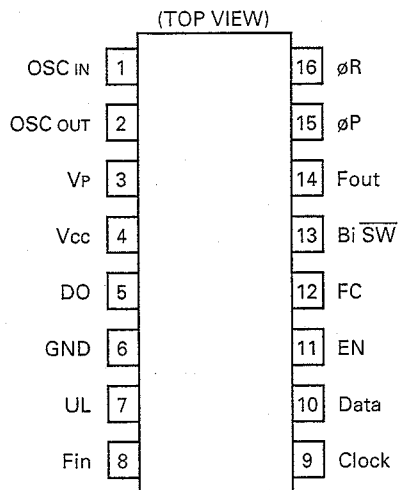 (TOP VIEW)
OSC IN 1 16 øR
OSC OUT 2 15 øP
VP 3 14 Fout
Vcc 4 13 Bi S̅W̅
DO 5 12 FC
GND 6 11 EN
UL 7 10 Data
Fin 8 9 Clock